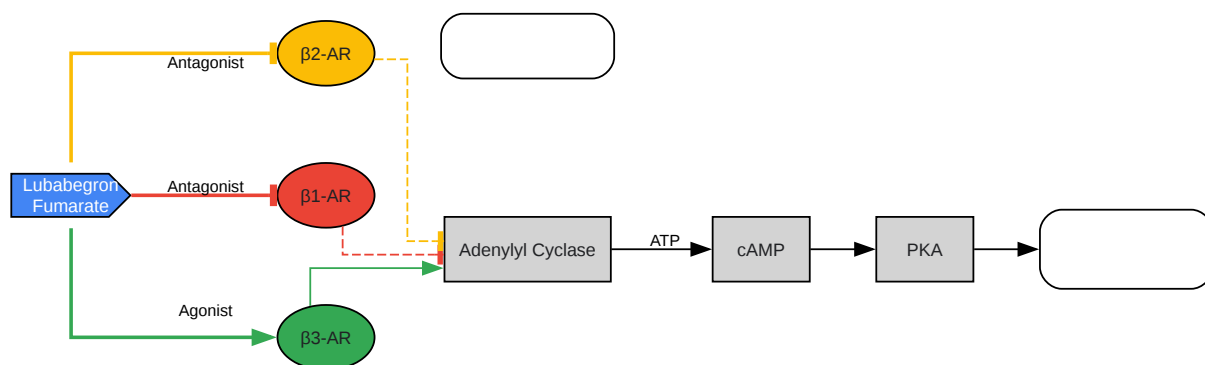 β2-AR
Antagonist
Lubabegron
Fumarate
Antagonist
β1-AR
Adenylyl Cyclase
ATP
cAMP
PKA
Agonist
β3-AR